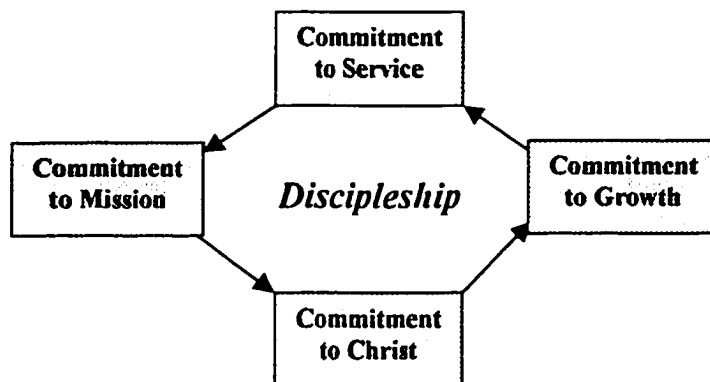 Commitment
to Service
Commitment
to Mission
Discipleship
Commitment
to Growth
Commitment
to Christ